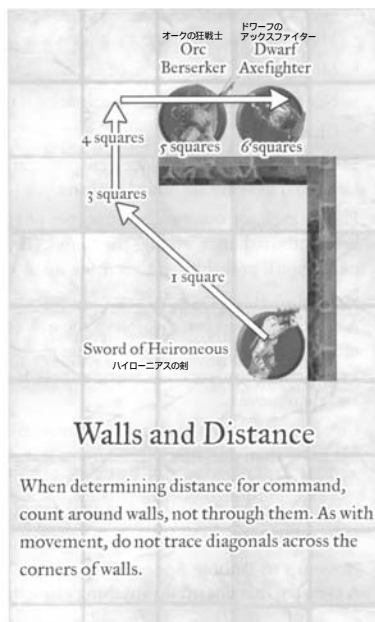 オークの狂戦士
Orc
Berserker
ドワーフの
アックスファイター
Dwarf
Axefighter
4 squares
5 squares
6 squares
3 squares
1 square
Sword of Heironeous
ハイローニアスの剣
Walls and Distance
When determining distance for command,
count around walls, not through them. As with
movement, do not trace diagonals across the
corners of walls.